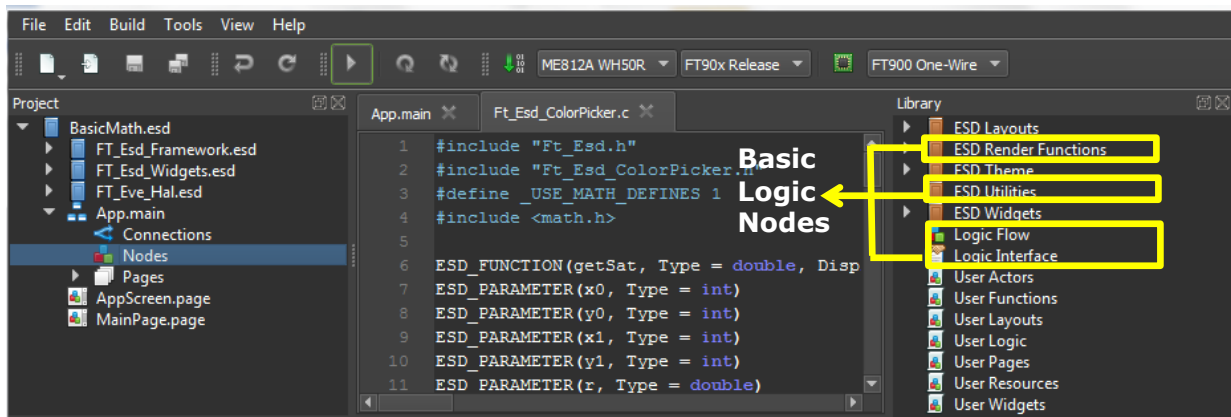 File Edit Build Tools View Help
ME812A WH50R FT90x Release FT900 One-Wire
Project
BasicMath.esd
FT_Esd_Framework.esd
FT_Esd_Widgets.esd
FT_Eve_Hal.esd
App.main
Connections
Nodes
Pages
AppScreen.page
MainPage.page
App.main Ft_Esd_ColorPicker.c
1 #include "Ft_Esd.h"
2 #include "Ft_Esd_ColorPicker.h"
3 #define _USE_MATH_DEFINES 1
4 #include <math.h>
5
6 ESD_FUNCTION(getSat, Type = double, Disp
7 ESD_PARAMETER(x0, Type = int)
8 ESD_PARAMETER(y0, Type = int)
9 ESD_PARAMETER(x1, Type = int)
10 ESD_PARAMETER(y1, Type = int)
11 ESD_PARAMETER(r, Type = double)
Basic
Logic
Nodes
Library
ESD Layouts
ESD Render Functions
ESD Theme
ESD Utilities
ESD Widgets
Logic Flow
Logic Interface
User Actors
User Functions
User Layouts
User Logic
User Pages
User Resources
User Widgets